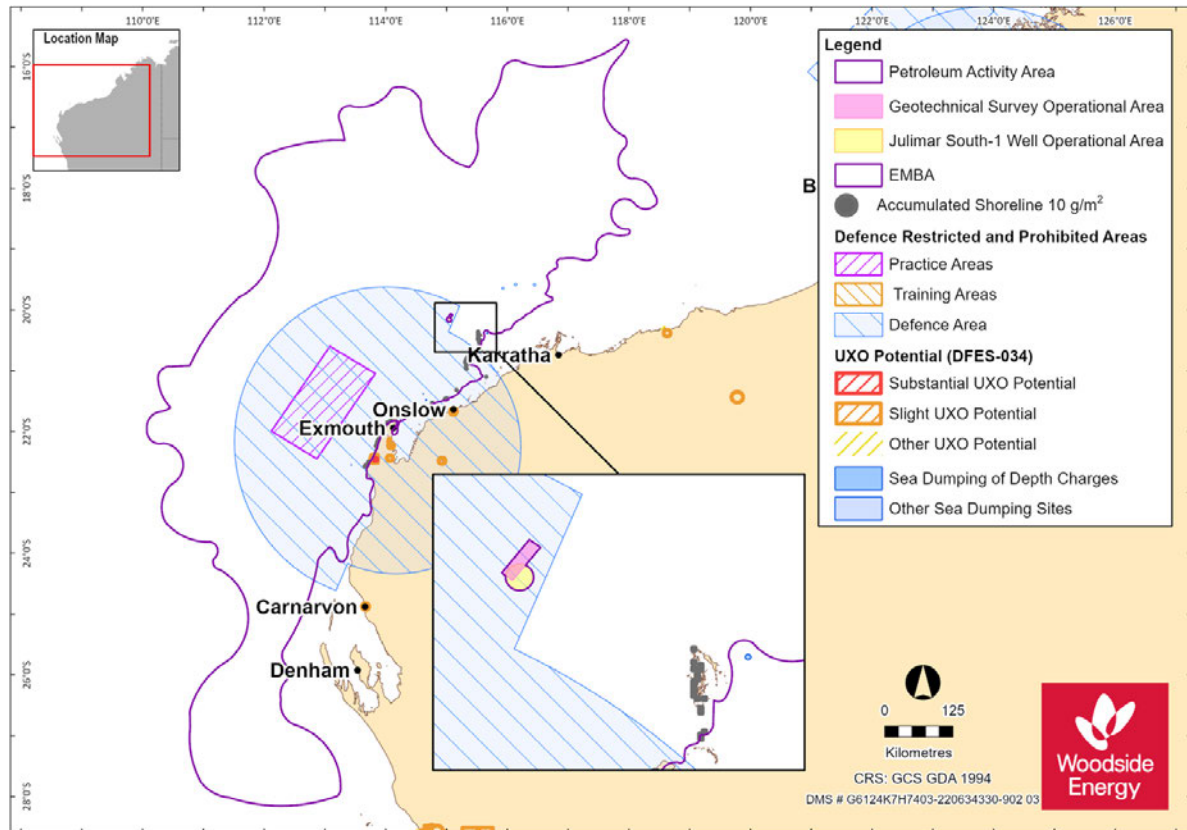 110°0'E
112°0'E
114°0'E
116°0'E
118°0'E
120°0'E
122°0'E
124°0'E
126°0'E
16°0'S
18°0'S
20°0'S
22°0'S
24°0'S
26°0'S
28°0'S
Location Map
B
Karratha
Onslow
Exmouth
Carnarvon
Denham
Legend
Petroleum Activity Area
Geotechnical Survey Operational Area
Julimar South-1 Well Operational Area
EMBA
Accumulated Shoreline 10 g/m²
Defence Restricted and Prohibited Areas
Practice Areas
Training Areas
Defence Area
UXO Potential (DFES-034)
Substantial UXO Potential
Slight UXO Potential
Other UXO Potential
Sea Dumping of Depth Charges
Other Sea Dumping Sites
0 125
Kilometres
CRS: GCS GDA 1994
DMS # G6124K7H7403-220634330-902 03
Woodside
Energy